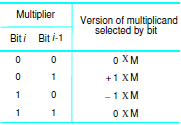 Multiplier
Version of multiplicand
selected by bit
Bit i Bit i-1
0 0 0 X M
0 1 +1 X M
1 0 −1 X M
1 1 0 X M